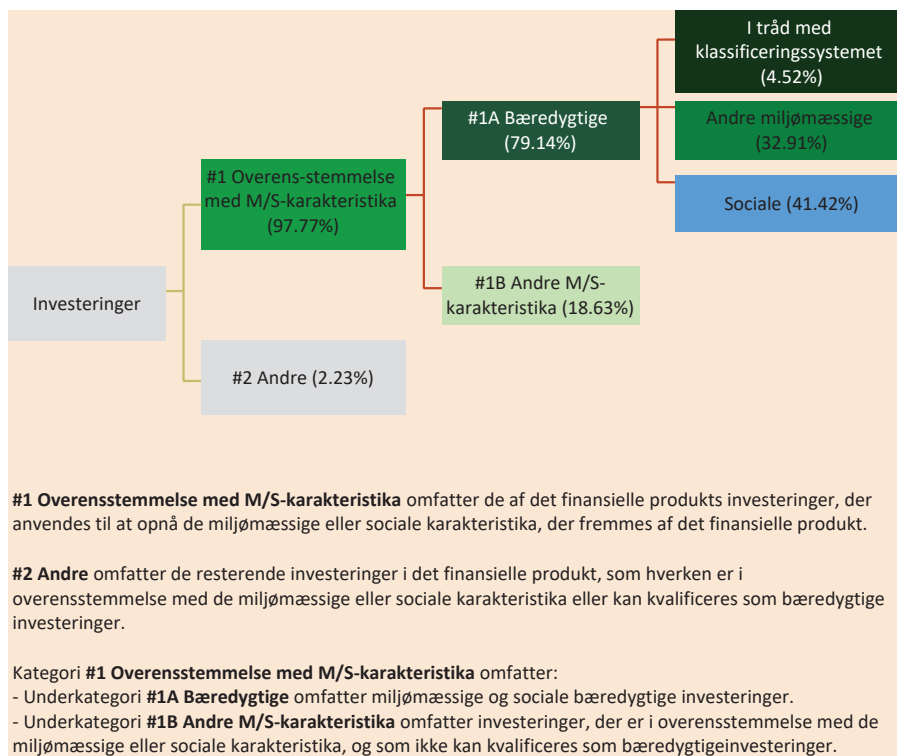 I tråd med
klassificeringssystemet
(4.52%)
#1A Bæredygtige
(79.14%)
Andre miljømæssige
(32.91%)
#1 Overens-stemmelse
med M/S-karakteristika
(97.77%)
Sociale (41.42%)
Investeringer
#1B Andre M/S-
karakteristika (18.63%)
#2 Andre (2.23%)
#1 Overensstemmelse med M/S-karakteristika omfatter de af det finansielle produkts investeringer, der
anvendes til at opnå de miljømæssige eller sociale karakteristika, der fremmes af det finansielle produkt.
#2 Andre omfatter de resterende investeringer i det finansielle produkt, som hverken er i
overensstemmelse med de miljømæssige eller sociale karakteristika eller kan kvalificeres som bæredygtige
investeringer.
Kategori #1 Overensstemmelse med M/S-karakteristika omfatter:
- Underkategori #1A Bæredygtige omfatter miljømæssige og sociale bæredygtige investeringer.
- Underkategori #1B Andre M/S-karakteristika omfatter investeringer, der er i overensstemmelse med de
miljømæssige eller sociale karakteristika, og som ikke kan kvalificeres som bæredygtigeinvesteringer.